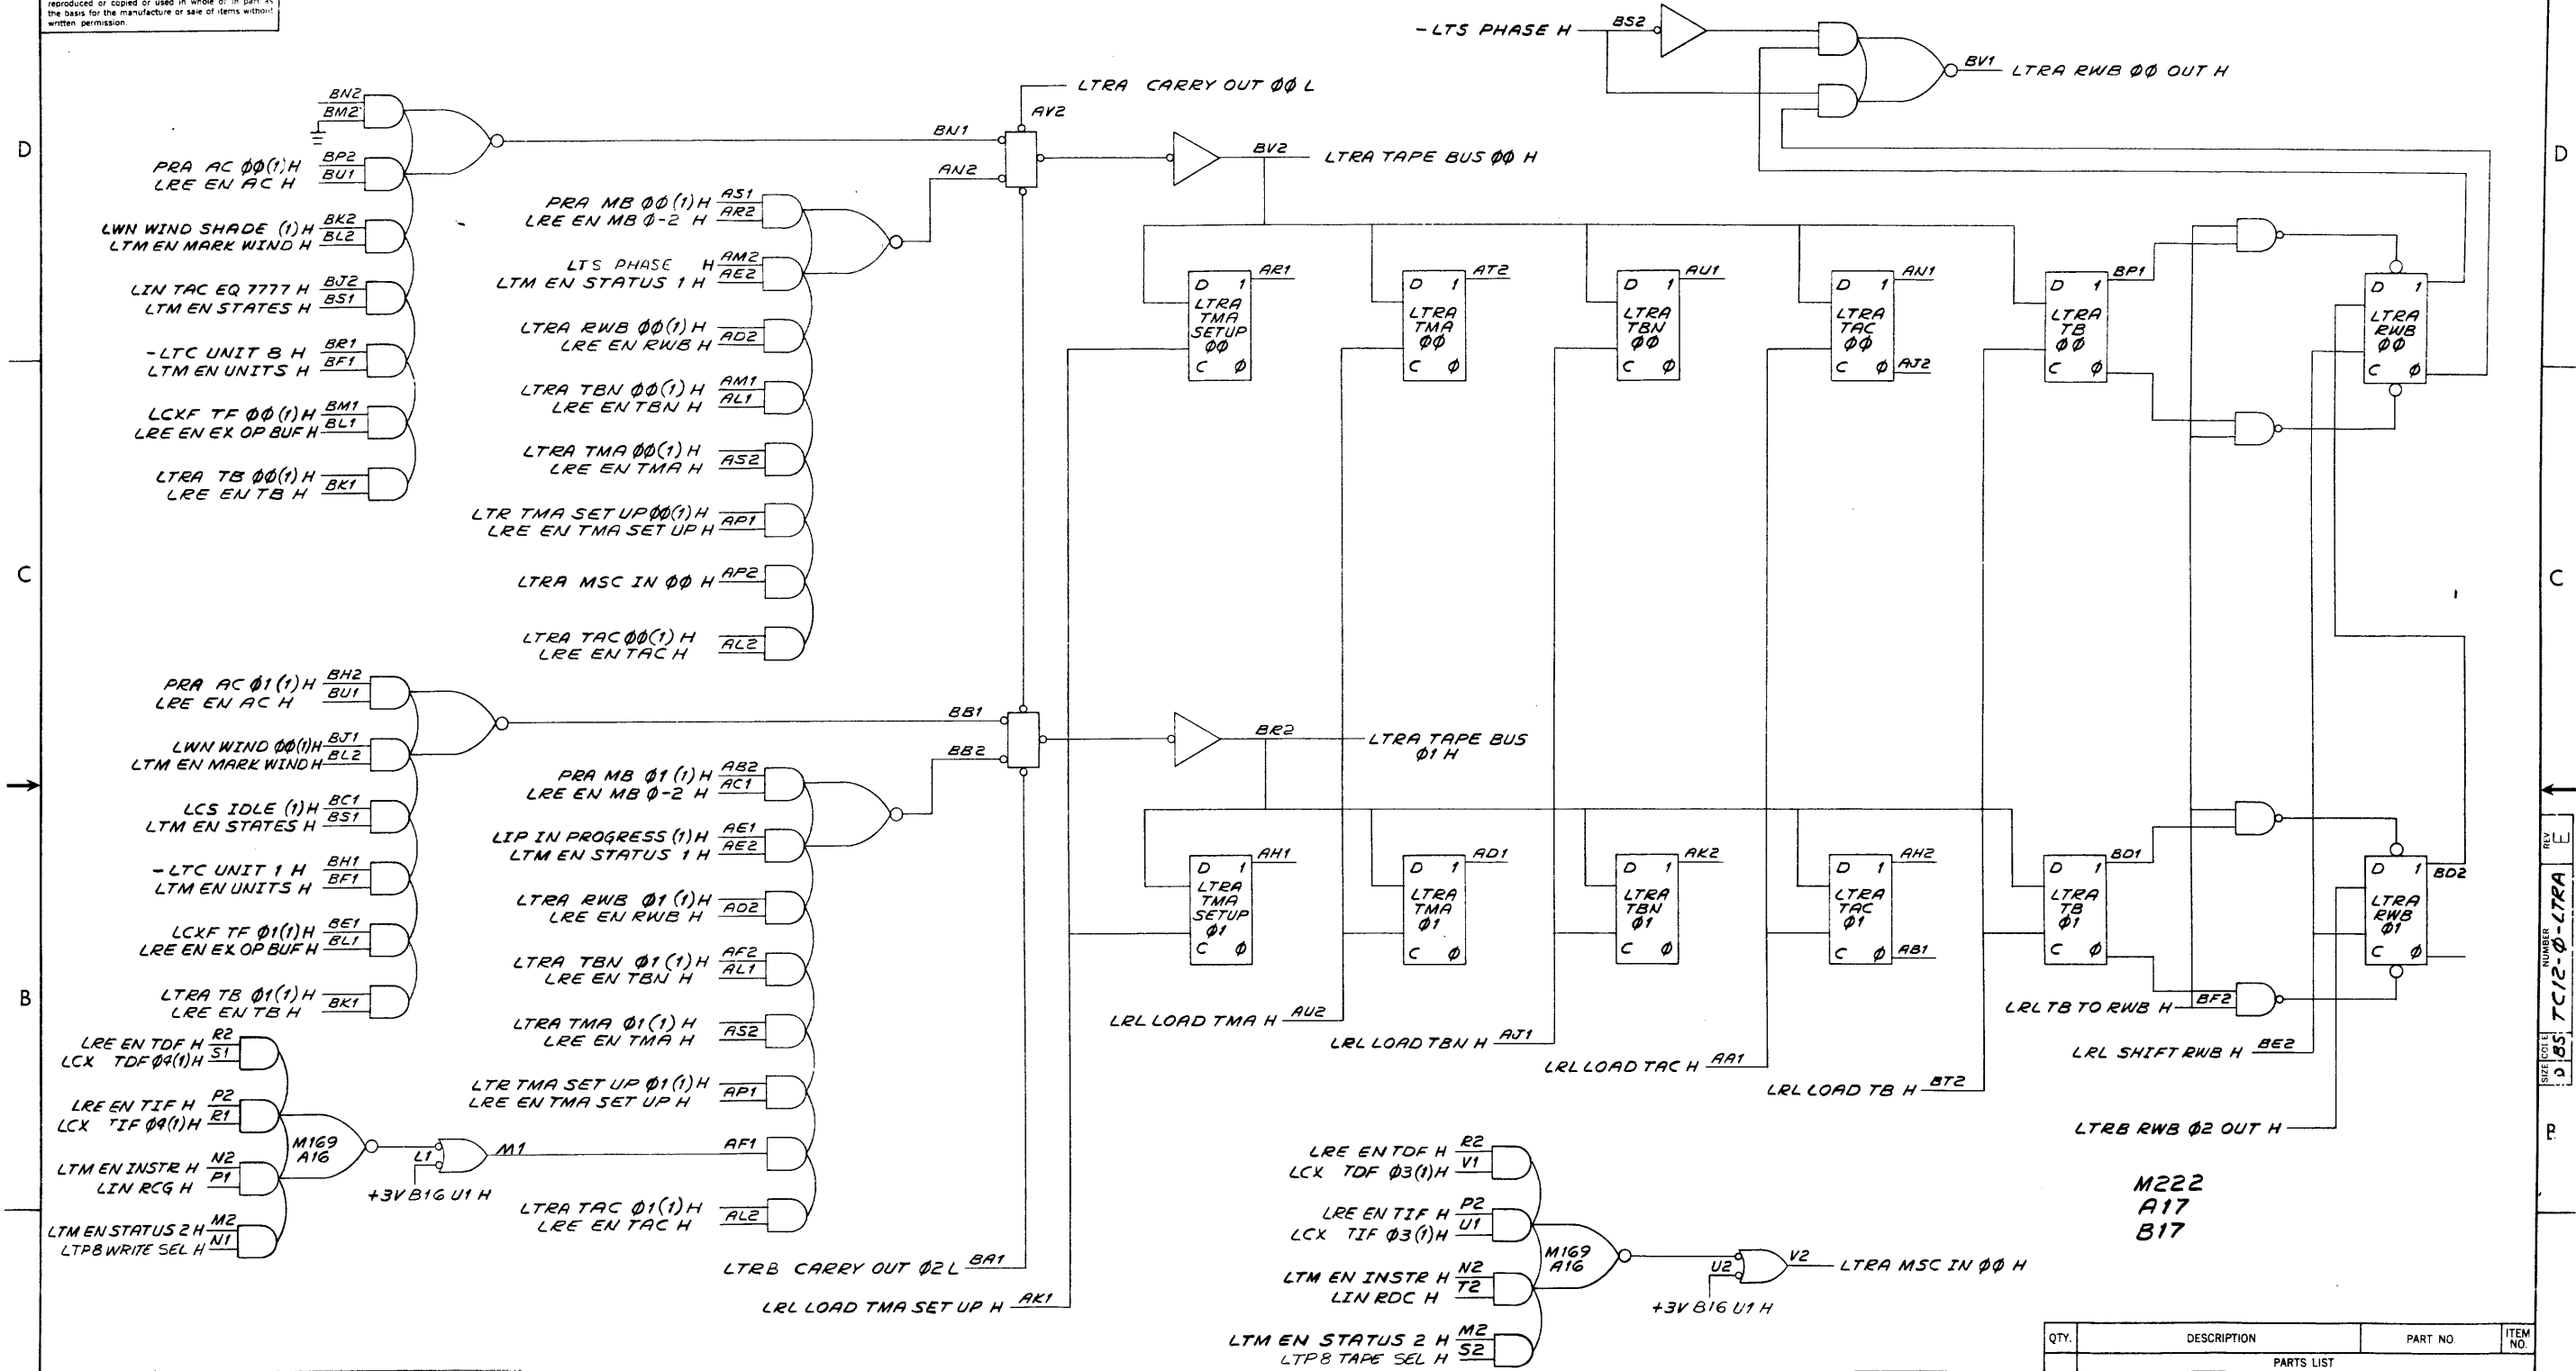 reproduced or copied or used in whole or in part as
the basis for the manufacture or sale of items without
written permission.
-LTS PHASE H BS2
BV1 LTRA RWB ØØ OUT H
LTRA CARRY OUT ØØ L
AV2
D
D
BN2
BM2
PRA AC ØØ(1)H BP2
LRE EN AC H BU1
LWN WIND SHADE (1)H BK2
LTM EN MARK WIND H BL2
LIN TAC EQ 7777 H BJ2
LTM EN STATES H BS1
-LTC UNIT 8 H BR1
LTM EN UNITS H BF1
LCXF TF ØØ(1)H BM1
LRE EN EX OP BUF H BL1
LTRA TB ØØ(1)H
LRE EN TB H BK1
BN1
AN2
BV2 LTRA TAPE BUS ØØ H
PRA MB ØØ(1)H AS1
LRE EN MB Ø-2 H AR2
LTS PHASE H AM2
LTM EN STATUS 1 H AE2
LTRA RWB ØØ(1)H
LRE EN RWB H AD2
LTRA TBN ØØ(1)H AM1
LRE EN TBN H AL1
LTRA TMA ØØ(1)H
LRE EN TMA H AS2
LTR TMA SET UP ØØ(1)H
LRE EN TMA SET UP H AP1
LTRA MSC IN ØØ H AP2
LTRA TAC ØØ(1)H
LRE EN TAC H AL2
D 1 AR1
LTRA
TMA
SETUP
ØØ
C Ø
D 1 AT2
LTRA
TMA
ØØ
C Ø
D 1 AU1
LTRA
TBN
ØØ
C Ø
D 1 AN1
LTRA
TAC
ØØ
C Ø AJ2
D 1 BP1
LTRA
TB
ØØ
C Ø
D 1
LTRA
RWB
ØØ
C Ø
C
C
PRA AC Ø1(1)H BH2
LRE EN AC H BU1
LWN WIND ØØ(1)H BJ1
LTM EN MARK WIND H BL2
LCS IDLE (1)H BC1
LTM EN STATES H BS1
-LTC UNIT 1 H BH1
LTM EN UNITS H BF1
LCXF TF Ø1(1)H BE1
LRE EN EX OP BUF H BL1
LTRA TB Ø1(1)H
LRE EN TB H BK1
BB1
BB2
BR2 LTRA TAPE BUS
Ø1 H
PRA MB Ø1(1)H AB2
LRE EN MB Ø-2 H AC1
LIP IN PROGRESS (1)H AE1
LTM EN STATUS 1 H AE2
LTRA RWB Ø1(1)H
LRE EN RWB H AD2
LTRA TBN Ø1(1)H AF2
LRE EN TBN H AL1
LTRA TMA Ø1(1)H
LRE EN TMA H AS2
LTR TMA SET UP Ø1(1)H
LRE EN TMA SET UP H AP1
AF1
LTRA TAC Ø1(1)H
LRE EN TAC H AL2
D 1 AH1
LTRA
TMA
SETUP
Ø1
C Ø
D 1 AD1
LTRA
TMA
Ø1
C Ø
D 1 AK2
LTRA
TBN
Ø1
C Ø
D 1 AH2
LTRA
TAC
Ø1
C Ø AB1
D 1 BD1
LTRA
TB
Ø1
C Ø
D 1 BD2
LTRA
RWB
Ø1
C Ø
B
B
LRE EN TDF H R2
LCX TDF Ø4(1)H S1
LRE EN TIF H P2
LCX TIF Ø4(1)H R1
LTM EN INSTR H N2
LIN RCG H P1
LTM EN STATUS 2 H M2
LTP8 WRITE SEL H N1
M169
A16
L1
M1
+3V B16 U1 H
LTRB CARRY OUT Ø2 L BA1
LRL LOAD TMA SET UP H AK1
LRL LOAD TMA H AU2
LRL LOAD TBN H AJ1
LRL LOAD TAC H AA1
LRL LOAD TB H BT2
LRL TB TO RWB H BF2
LRL SHIFT RWB H BE2
LTRB RWB Ø2 OUT H
LRE EN TDF H R2
LCX TDF Ø3(1)H V1
LRE EN TIF H P2
LCX TIF Ø3(1)H U1
LTM EN INSTR H N2
LIN RDC H T2
LTM EN STATUS 2 H M2
LTP8 TAPE SEL H S2
M169
A16
U2
V2 LTRA MSC IN ØØ H
+3V B16 U1 H
M222
A17
B17
SIZE CODE NUMBER REV
D BS TC12-Ø-LTRA E
QTY. DESCRIPTION PART NO. ITEM NO.
PARTS LIST